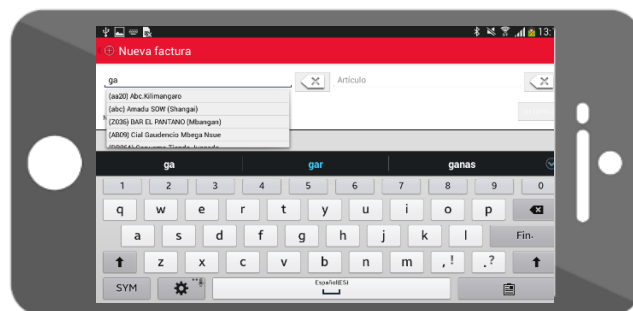 13:
Nueva factura
ga
Artículo
(aa20) Abc.Kilimangaro
(abc) Amadu SOW (Shangai)
(Z036) BAR EL PANTANO (Mbangan)
(AB09) Cial Gaudencio Mbega Nsue
ga gar ganas
1 2 3 4 5 6 7 8 9 0
q w e r t y u i o p
a s d f g h j k l Fin.
z x c v b n m , ! . ?
SYM Español(ES)